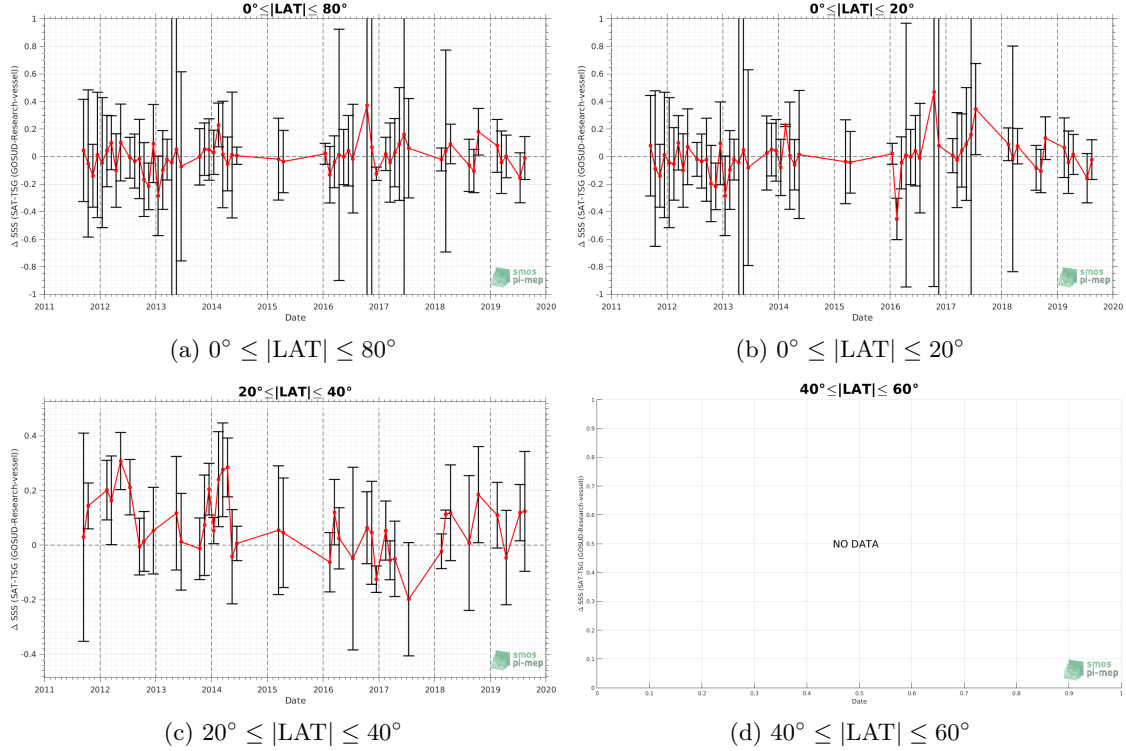 0°≤|LAT|≤ 80°
Δ SSS (SAT-TSG (GOSUD-Research-vessel))
1
0.8
0.6
0.4
0.2
0
-0.2
-0.4
-0.6
-0.8
-1
2011 2012 2013 2014 2015 2016 2017 2018 2019 2020
Date
smos
pi-mep
(a) 0° ≤ |LAT| ≤ 80°
0°≤|LAT|≤ 20°
Δ SSS (SAT-TSG (GOSUD-Research-vessel))
1
0.8
0.6
0.4
0.2
0
-0.2
-0.4
-0.6
-0.8
-1
2011 2012 2013 2014 2015 2016 2017 2018 2019 2020
Date
smos
pi-mep
(b) 0° ≤ |LAT| ≤ 20°
20°≤|LAT|≤ 40°
Δ SSS (SAT-TSG (GOSUD-Research-vessel))
0.4
0.2
0
-0.2
-0.4
2011 2012 2013 2014 2015 2016 2017 2018 2019 2020
Date
smos
pi-mep
(c) 20° ≤ |LAT| ≤ 40°
40°≤|LAT|≤ 60°
Δ SSS (SAT-TSG (GOSUD-Research-vessel))
1
0.9
0.8
0.7
0.6
0.5
0.4
0.3
0.2
0.1
0
NO DATA
0 0.1 0.2 0.3 0.4 0.5 0.6 0.7 0.8 0.9 1
Date
smos
pi-mep
(d) 40° ≤ |LAT| ≤ 60°